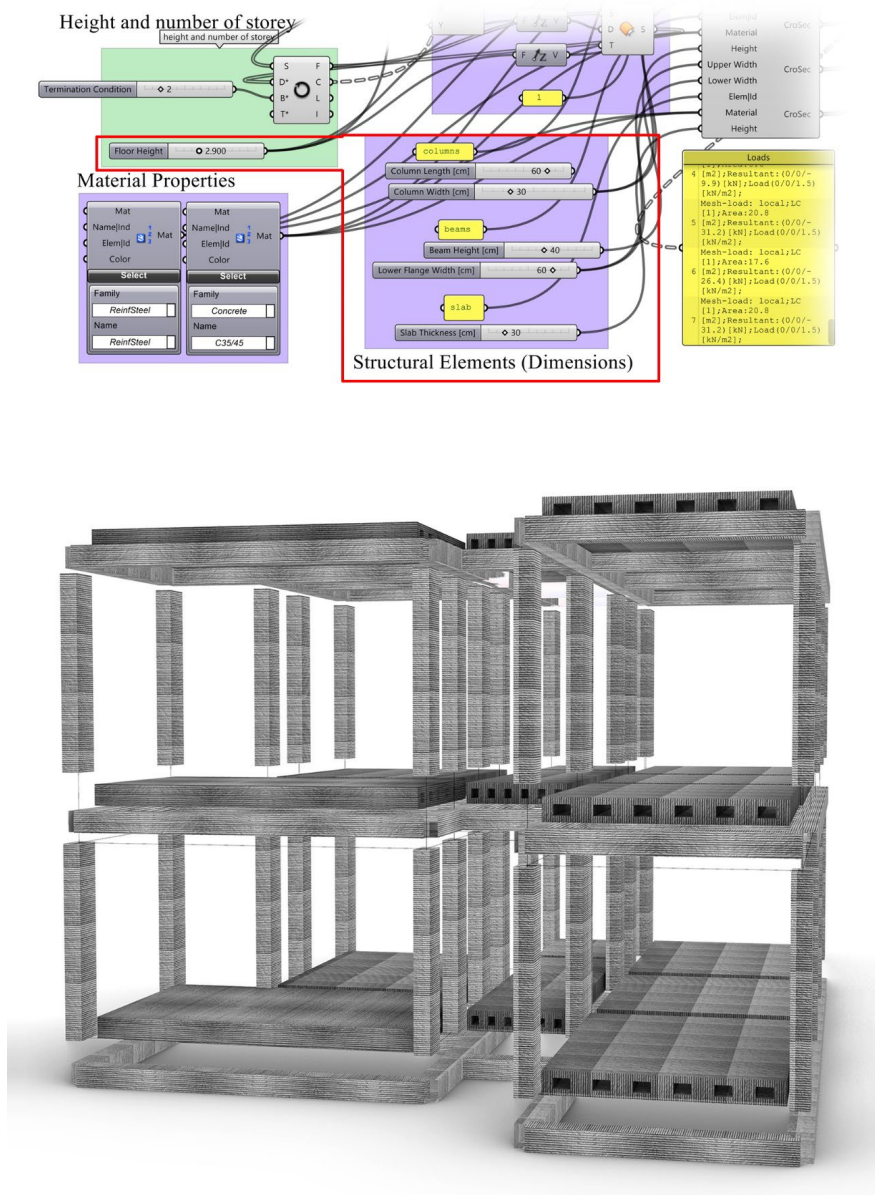 Height and number of storey
height and number of storey
S F
D* C
B* L
T* I
Termination Condition 2
Floor Height 2.900
Y
F V
D S
T
1
Material
Height
Upper Width
Lower Width
Elem|Id
Material
Height
CroSec
CroSec
CroSec
Material Properties
Mat
Name|Ind
Elem|Id
Color
Mat
Select
Family
ReinfSteel
Name
ReinfSteel
Mat
Name|Ind
Elem|Id
Color
Mat
Select
Family
Concrete
Name
C35/45
columns
Column Length [cm] 60
Column Width [cm] 30
beams
Beam Height [cm] 40
Lower Flange Width [cm] 60
slab
Slab Thickness [cm] 30
Structural Elements (Dimensions)
Loads
4 [m2];Resultant:(0/0/-
9.9)[kN];Load(0/0/1.5)
[kN/m2];
Mesh-load: local;LC
[1];Area:20.8
5 [m2];Resultant:(0/0/-
31.2)[kN];Load(0/0/1.5)
[kN/m2];
Mesh-load: local;LC
[1];Area:17.6
6 [m2];Resultant:(0/0/-
26.4)[kN];Load(0/0/1.5)
[kN/m2];
Mesh-load: local;LC
[1];Area:20.8
7 [m2];Resultant:(0/0/-
31.2)[kN];Load(0/0/1.5)
[kN/m2];